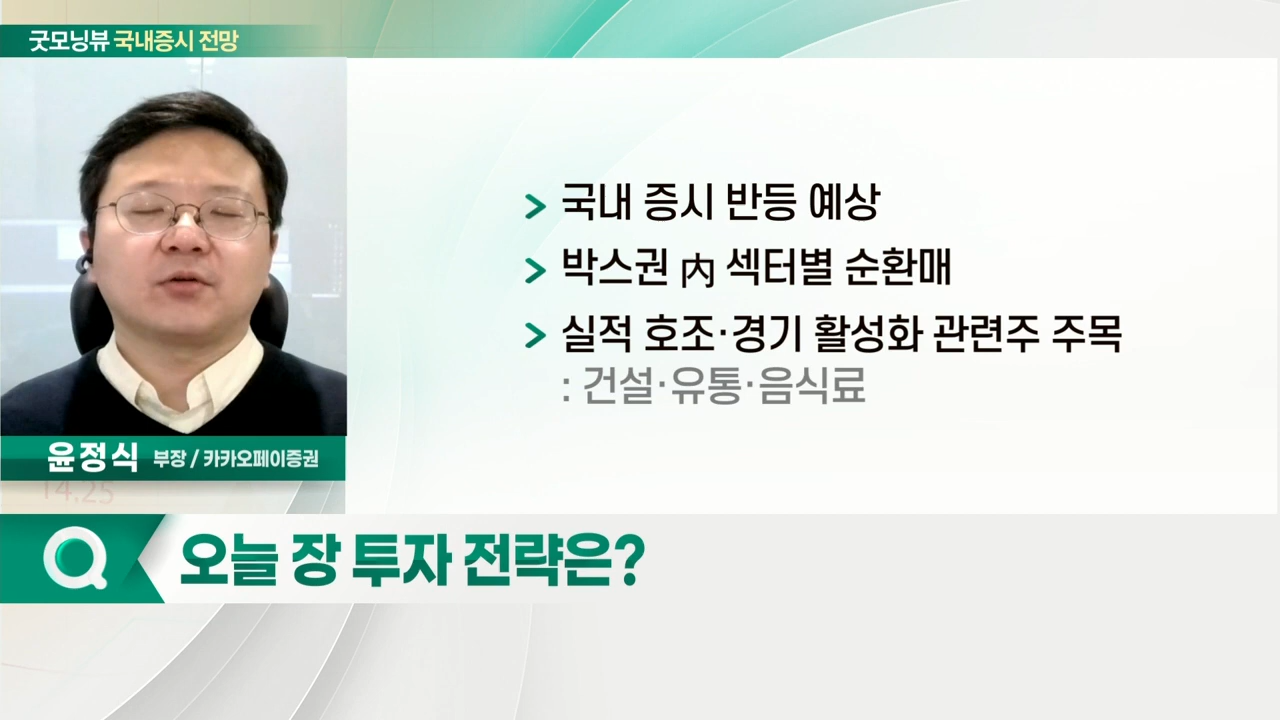 굿모닝뷰 국내증시 전망
> 국내 증시 반등 예상
> 박스권 內 섹터별 순환매
> 실적 호조·경기 활성화 관련주 주목
: 건설·유통·음식료
윤정식 부장 / 카카오페이증권
14.25
Q 오늘 장 투자 전략은?